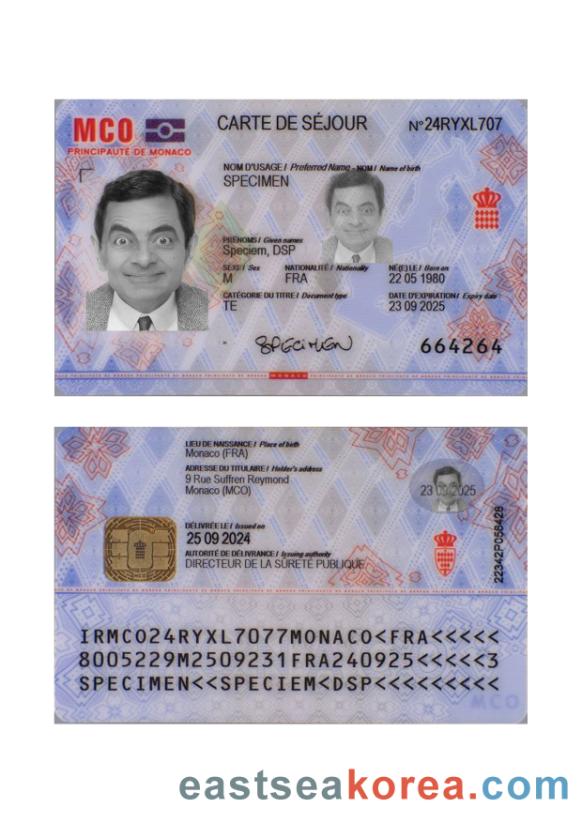 MCO
PRINCIPAUTÉ DE MONACO
CARTE DE SÉJOUR
N° 24RYXL707
NOM D'USAGE / Preferred Name - NOM / Name of birth
SPECIMEN
PRÉNOMS / Given names
Speciem, DSP
SEXE / Sex
M
NATIONALITÉ / Nationality
FRA
NÉ(E) LE / Born on
22 05 1980
CATÉGORIE DU TITRE / Document type
TE
DATE D'EXPIRATION / Expiry date
23 09 2025
SPECIMEN
664264
MONACO
LIEU DE NAISSANCE / Place of birth
Monaco (FRA)
ADRESSE DU TITULAIRE / Holder's address
9 Rue Suffren Reymond
Monaco (MCO)
23 09 2025
DÉLIVRÉE LE / Issued on
25 09 2024
AUTORITÉ DE DÉLIVRANCE / Issuing authority
DIRECTEUR DE LA SÛRETÉ PUBLIQUE
22342P058428
MCO
IRMCO24RYXL7077MONACO<FRA<<<<<
8005229M2509231FRA240925<<<<<3
SPECIMEN<<SPECIEM<DSP<<<<<<<<<
MCO
eastseakorea.com